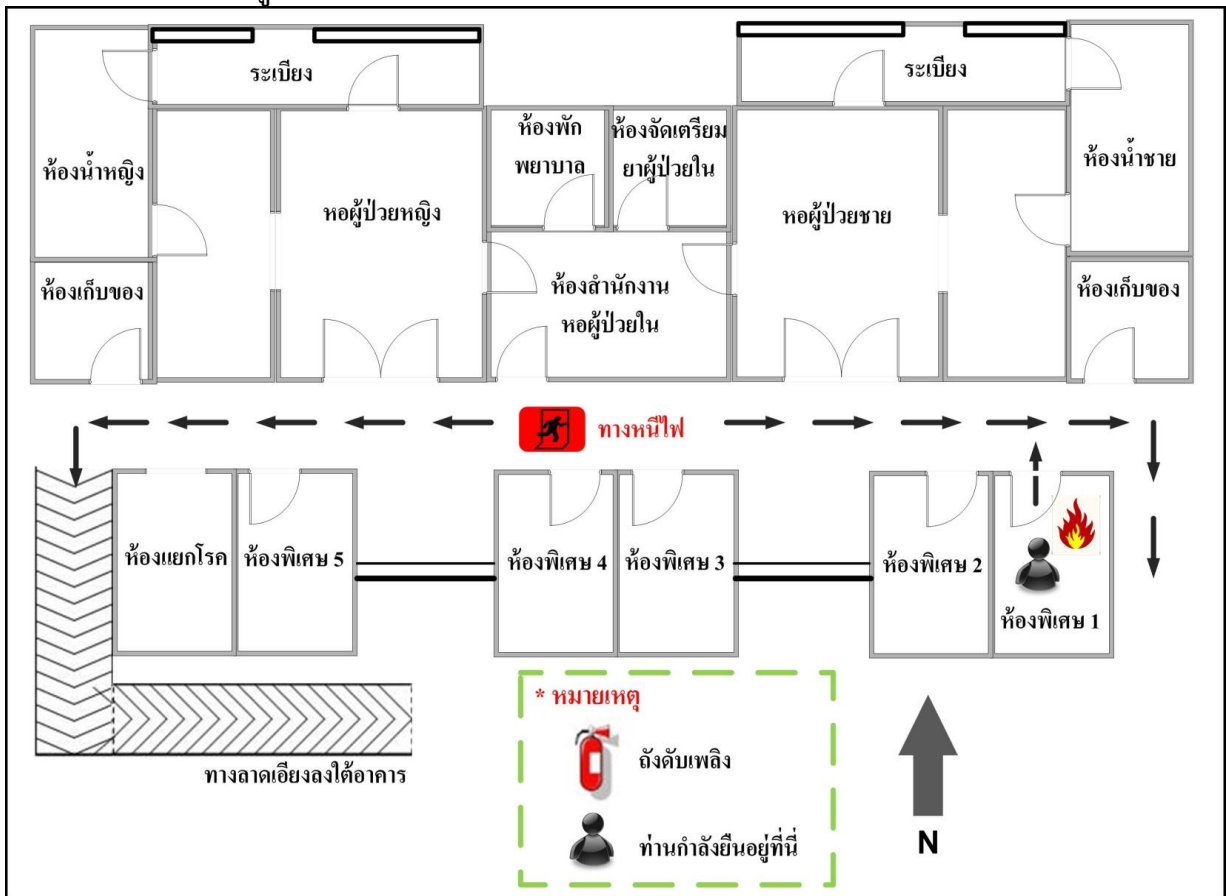 ระเบียง
ระเบียง
ห้องน้ำหญิง
หอผู้ป่วยหญิง
ห้องพัก
พยาบาล
ห้องจัดเตรียม
ยาผู้ป่วยใน
หอผู้ป่วยชาย
ห้องน้ำชาย
ห้องเก็บของ
ห้องสำนักงาน
หอผู้ป่วยใน
ห้องเก็บของ
ทางหนีไฟ
ห้องแยกโรค
ห้องพิเศษ 5
ห้องพิเศษ 4
ห้องพิเศษ 3
ห้องพิเศษ 2
ห้องพิเศษ 1
ทางลาดเอียงลงใต้อาคาร
* หมายเหตุ
ถังดับเพลิง
ท่านกำลังยืนอยู่ที่นี่
N